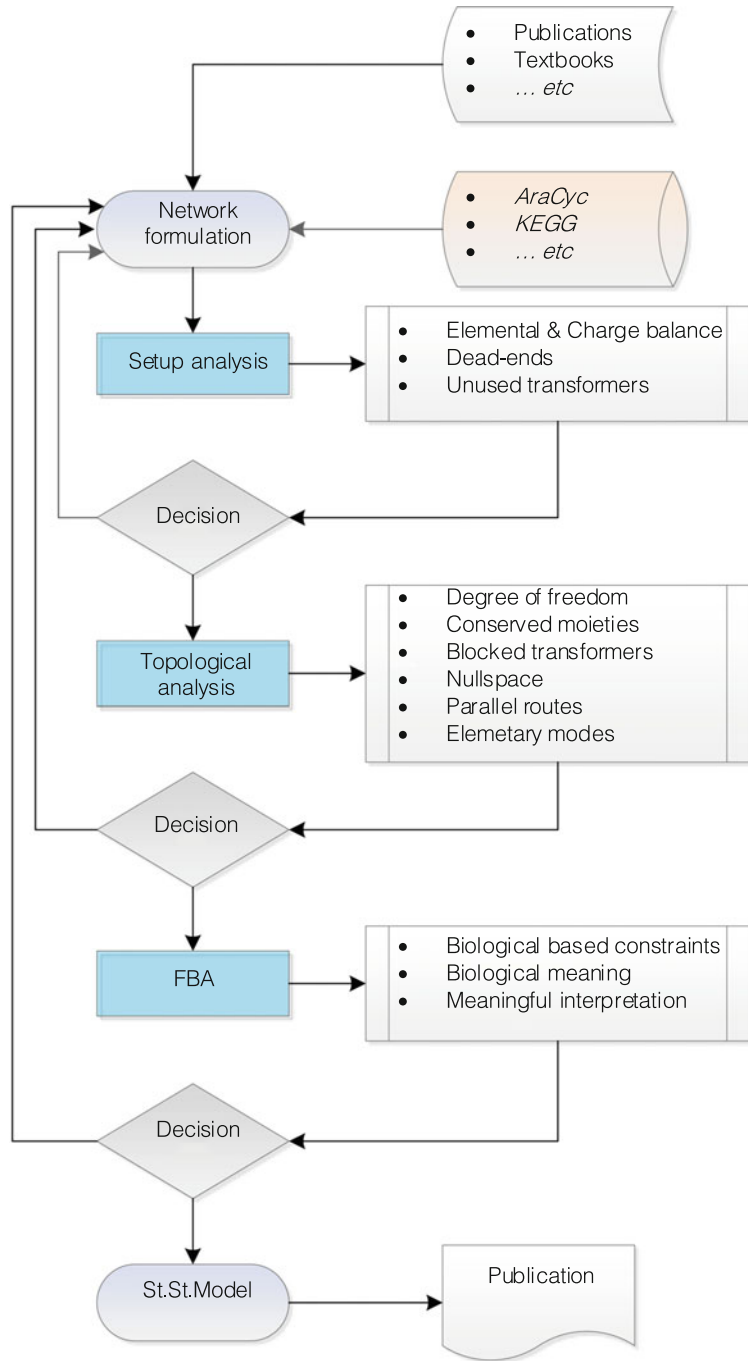 • Publications
• Textbooks
• ... etc
Network
formulation
• AraCyc
• KEGG
• ... etc
Setup analysis
• Elemental & Charge balance
• Dead-ends
• Unused transformers
Decision
Topological
analysis
• Degree of freedom
• Conserved moieties
• Blocked transformers
• Nullspace
• Parallel routes
• Elemetary modes
Decision
FBA
• Biological based constraints
• Biological meaning
• Meaningful interpretation
Decision
St.St.Model
Publication